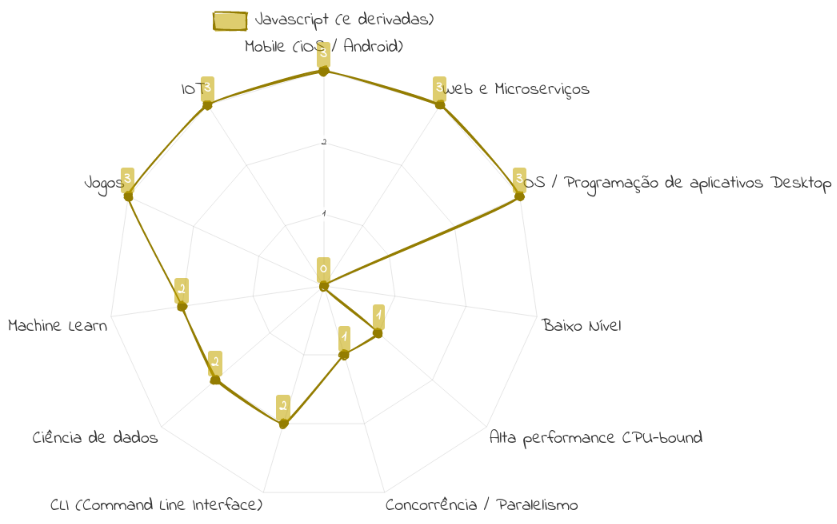 Javascript (e derivadas)
Mobile (iOS / Android)
3
IOT
3
3
Web e Microserviços
2
Jogos
3
3
OS / Programação de aplicativos Desktop
1
0
2
Machine Learn
1
Baixo Nível
1
2
2
Ciência de dados
Alta performance CPU-bound
CLI (Command Line Interface)
Concorrência / Paralelismo